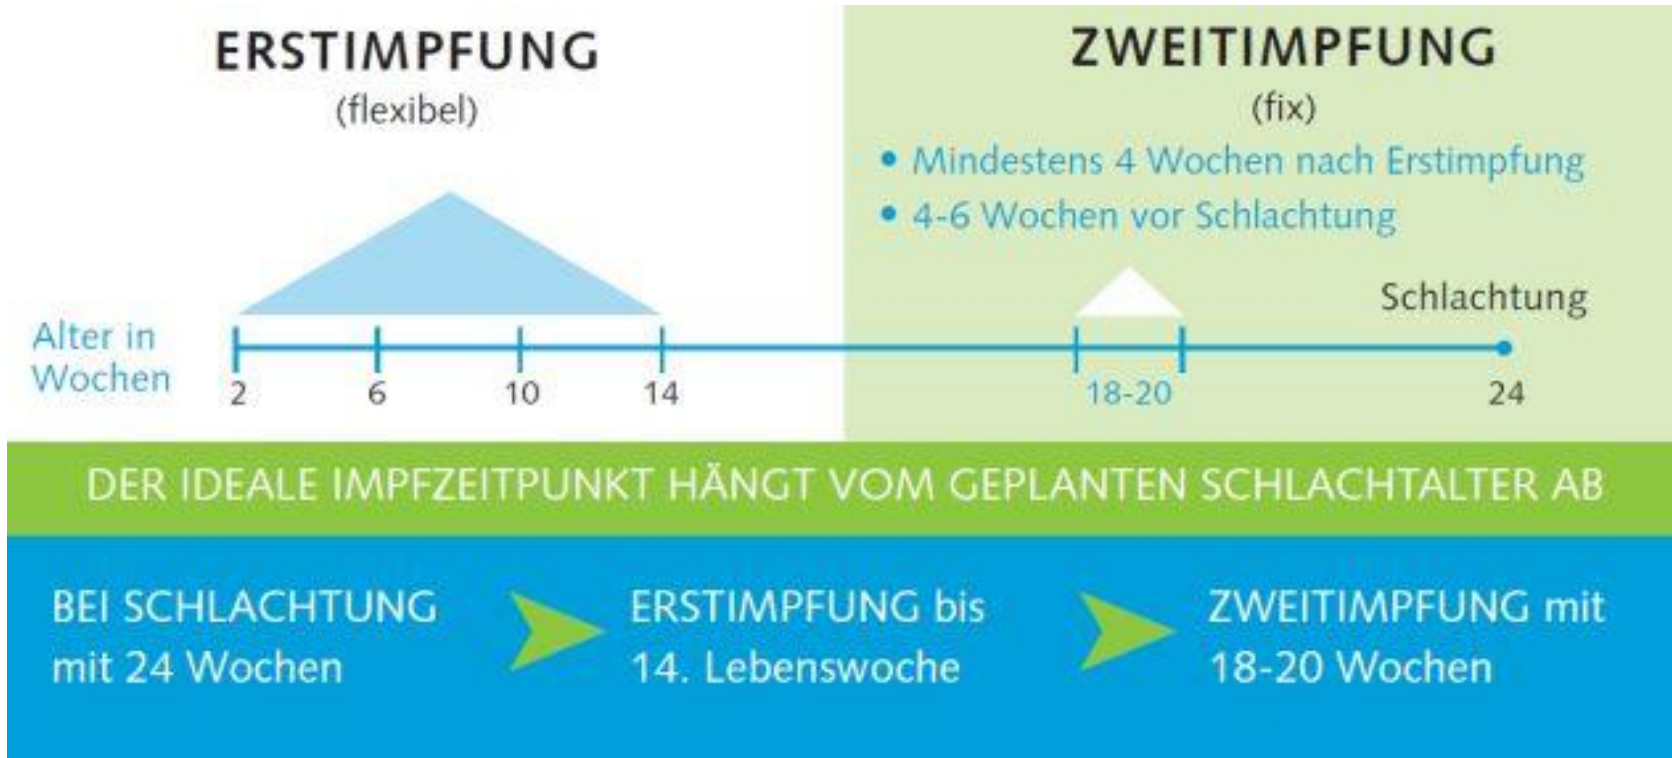 ERSTIMPFUNG
(flexibel)
ZWEITIMPFUNG
(fix)
• Mindestens 4 Wochen nach Erstimpfung
• 4-6 Wochen vor Schlachtung
Schlachtung
Alter in
Wochen
2 6 10 14 18-20 24
DER IDEALE IMPFZEITPUNKT HÄNGT VOM GEPLANTEN SCHLACHTALTER AB
BEI SCHLACHTUNG
mit 24 Wochen
ERSTIMPFUNG bis
14. Lebenswoche
ZWEITIMPFUNG mit
18-20 Wochen